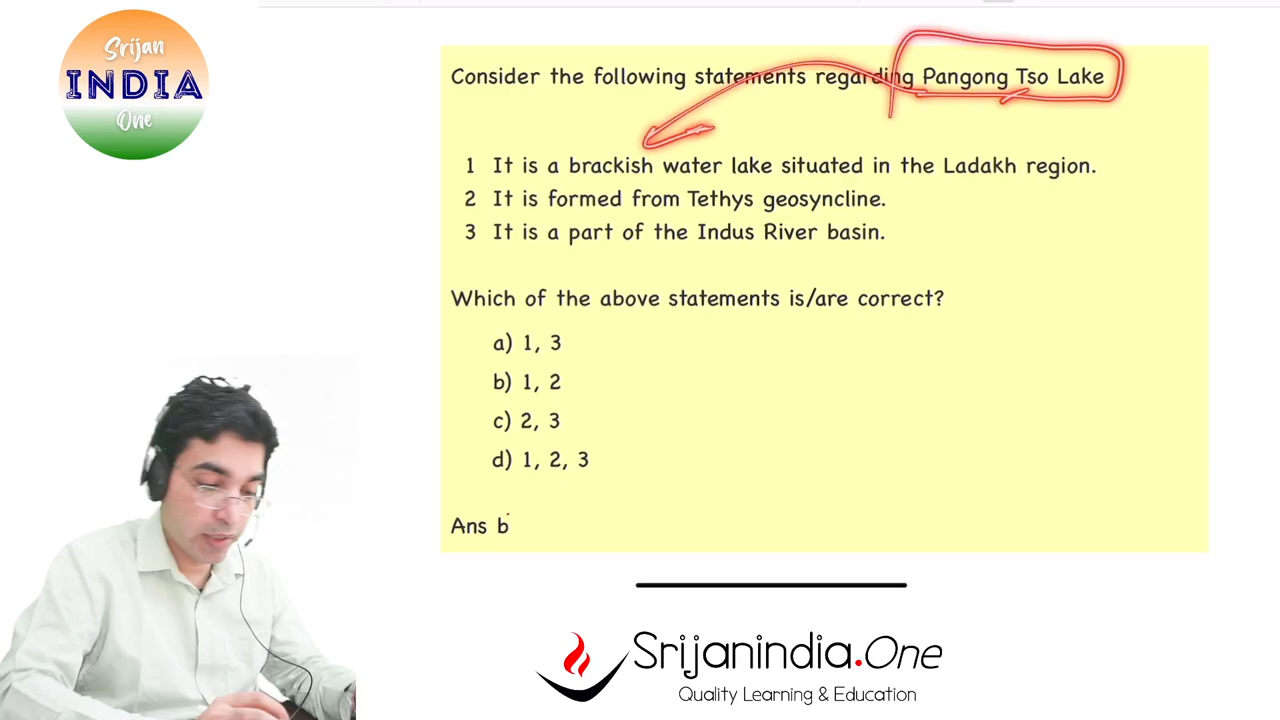 Srijan
INDIA
One
Consider the following statements regarding Pangong Tso Lake
1 It is a brackish water lake situated in the Ladakh region.
2 It is formed from Tethys geosyncline.
3 It is a part of the Indus River basin.
Which of the above statements is/are correct?
a) 1, 3
b) 1, 2
c) 2, 3
d) 1, 2, 3
Ans b
Srijanindia.One
Quality Learning & Education